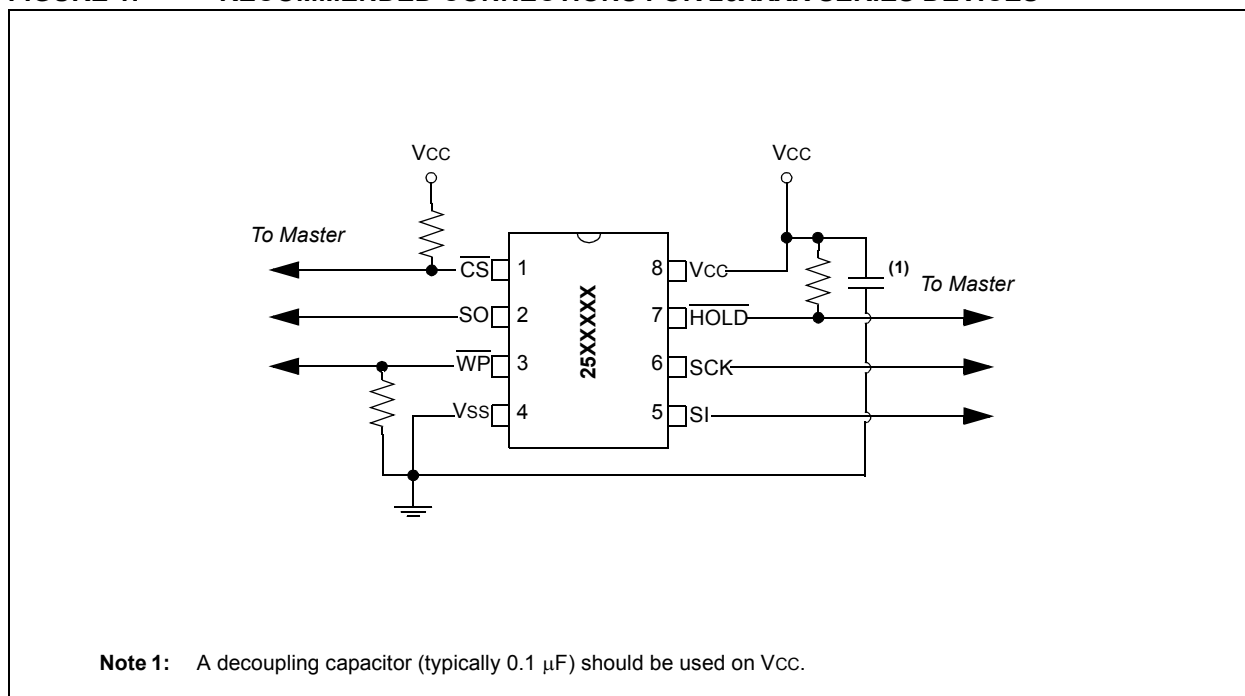 VCC
VCC
To Master
CS 1
8 VCC
(1)
To Master
SO 2
7 HOLD
25XXXXX
WP 3
6 SCK
VSS 4
5 SI
Note 1: A decoupling capacitor (typically 0.1 μF) should be used on VCC.